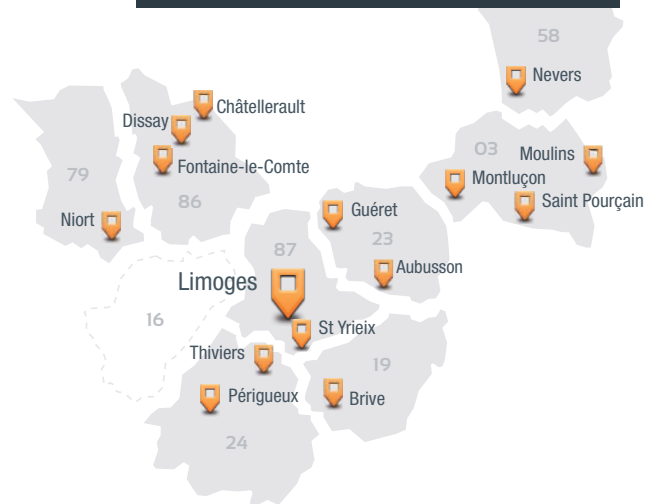 58
Nevers
Châtellerault
Dissay
03
Moulins
Fontaine-le-Comte
79
Montluçon
86
Saint Pourçain
Niort
Guéret
23
87
Aubusson
Limoges
16
St Yrieix
Thiviers
19
Périgueux
Brive
24